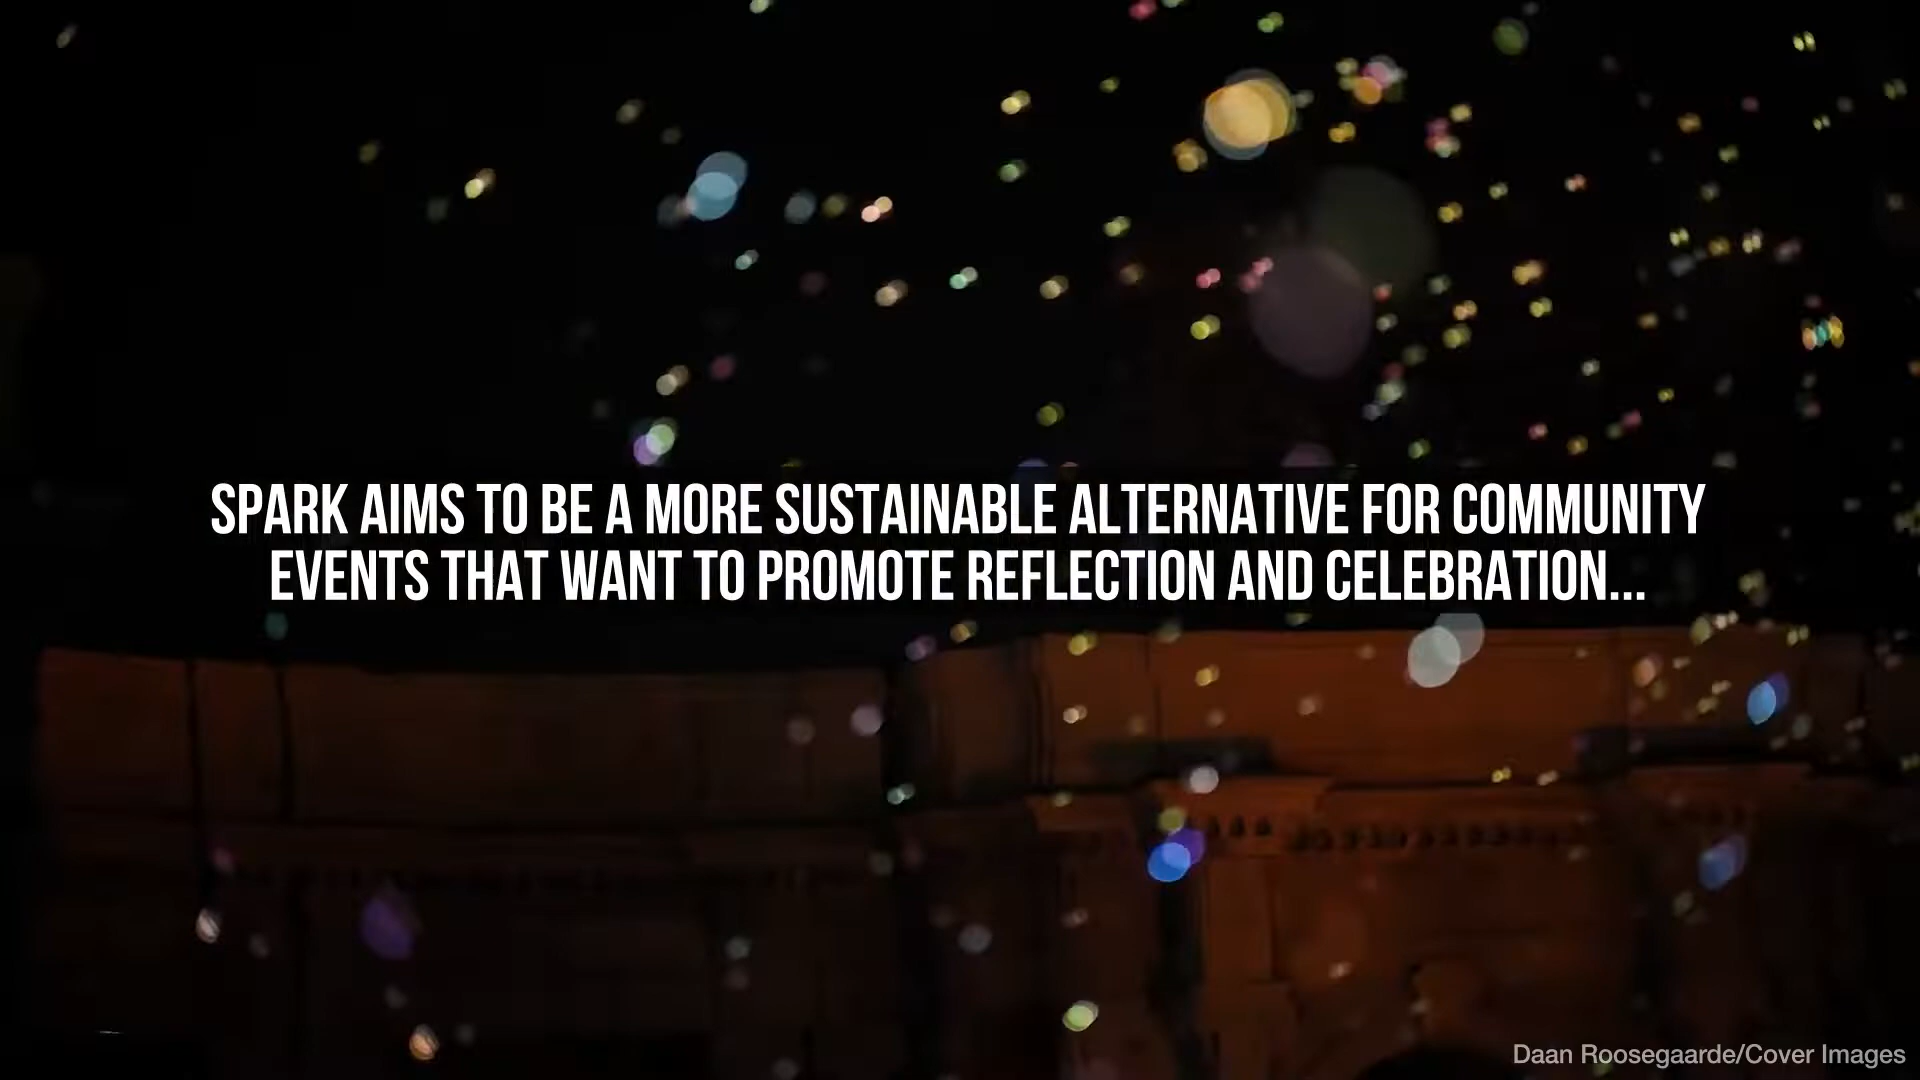 SPARK AIMS TO BE A MORE SUSTAINABLE ALTERNATIVE FOR COMMUNITY
EVENTS THAT WANT TO PROMOTE REFLECTION AND CELEBRATION...
Daan Roosegaarde/Cover Images